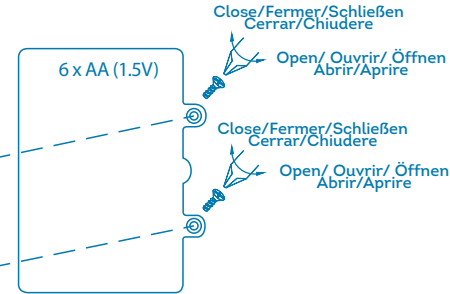 Close/Fermer/Schließen
Cerrar/Chiudere
Open/ Ouvrir/ Öffnen
Abrir/Aprire
6 x AA (1.5V)
Close/Fermer/Schließen
Cerrar/Chiudere
Open/ Ouvrir/ Öffnen
Abrir/Aprire